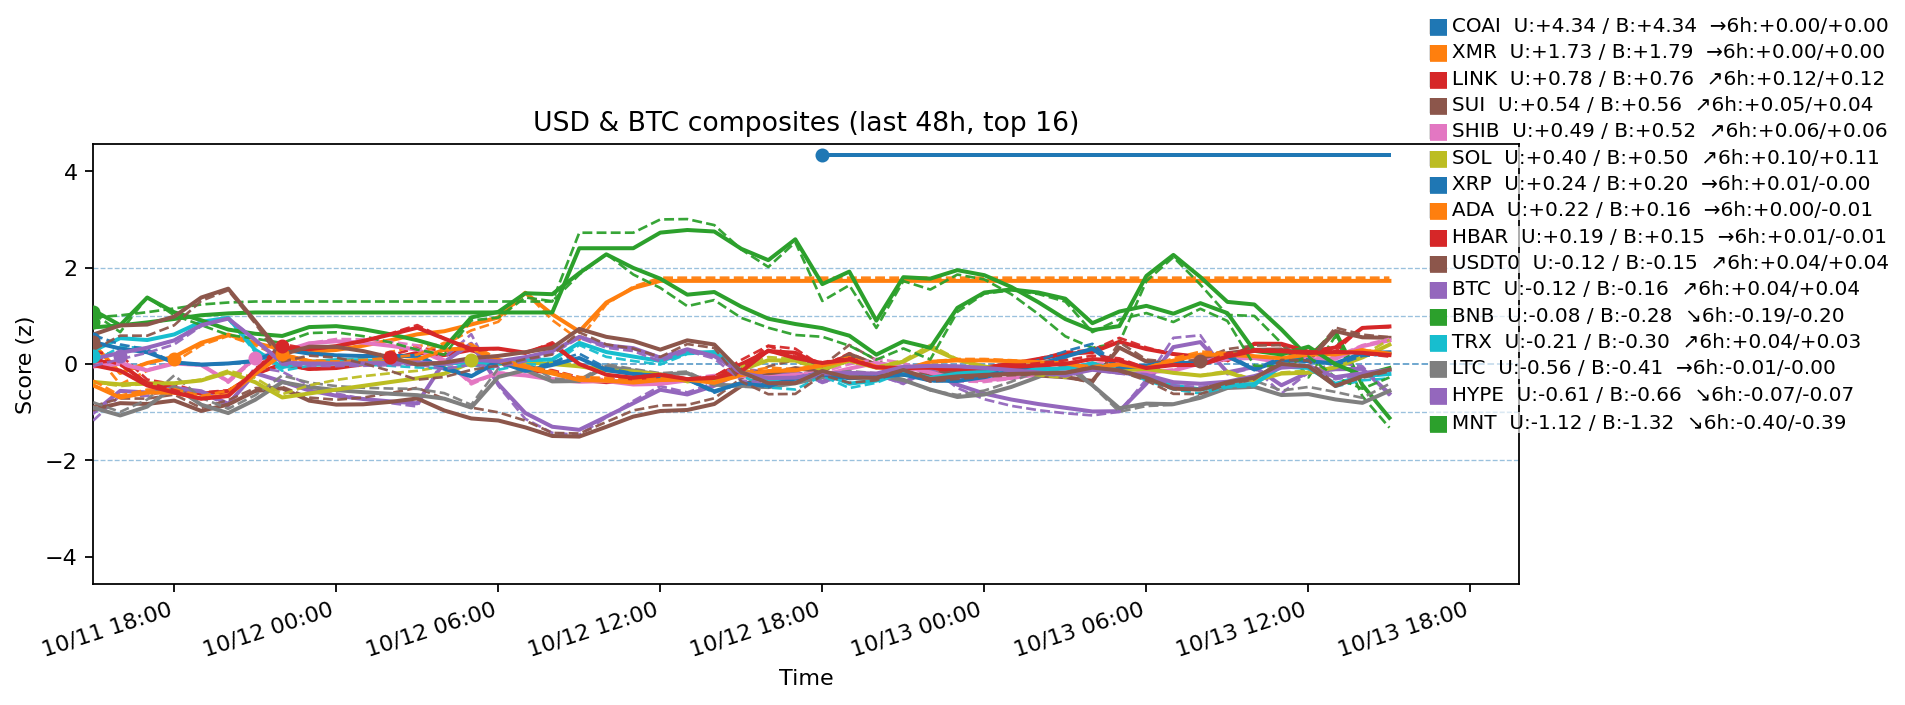 COAI U:+4.34 / B:+4.34 →6h:+0.00/+0.00
XMR U:+1.73 / B:+1.79 →6h:+0.00/+0.00
LINK U:+0.78 / B:+0.76 ↗6h:+0.12/+0.12
SUI U:+0.54 / B:+0.56 ↗6h:+0.05/+0.04
SHIB U:+0.49 / B:+0.52 ↗6h:+0.06/+0.06
SOL U:+0.40 / B:+0.50 ↗6h:+0.10/+0.11
XRP U:+0.24 / B:+0.20 →6h:+0.01/-0.00
ADA U:+0.22 / B:+0.16 →6h:+0.00/-0.01
HBAR U:+0.19 / B:+0.15 →6h:+0.01/-0.01
USDT0 U:-0.12 / B:-0.15 ↗6h:+0.04/+0.04
BTC U:-0.12 / B:-0.16 ↗6h:+0.04/+0.04
BNB U:-0.08 / B:-0.28 ↘6h:-0.19/-0.20
TRX U:-0.21 / B:-0.30 ↗6h:+0.04/+0.03
LTC U:-0.56 / B:-0.41 →6h:-0.01/-0.00
HYPE U:-0.61 / B:-0.66 ↘6h:-0.07/-0.07
MNT U:-1.12 / B:-1.32 ↘6h:-0.40/-0.39
USD & BTC composites (last 48h, top 16)
Score (z)
4
2
0
−2
−4
10/11 18:00
10/12 00:00
10/12 06:00
10/12 12:00
10/12 18:00
10/13 00:00
10/13 06:00
10/13 12:00
10/13 18:00
Time